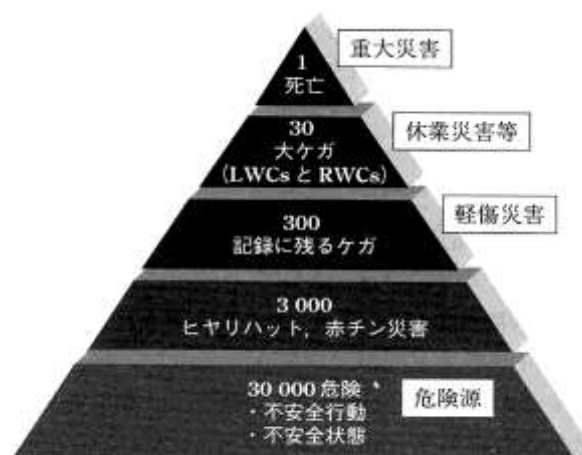 1
死亡
重大災害
30
大ケガ
(LWCs と RWCs)
休業災害等
300
記録に残るケガ
軽傷災害
3 000
ヒヤリハット，赤チン災害
30 000 危険
・不安全行動
・不安全状態
危険源